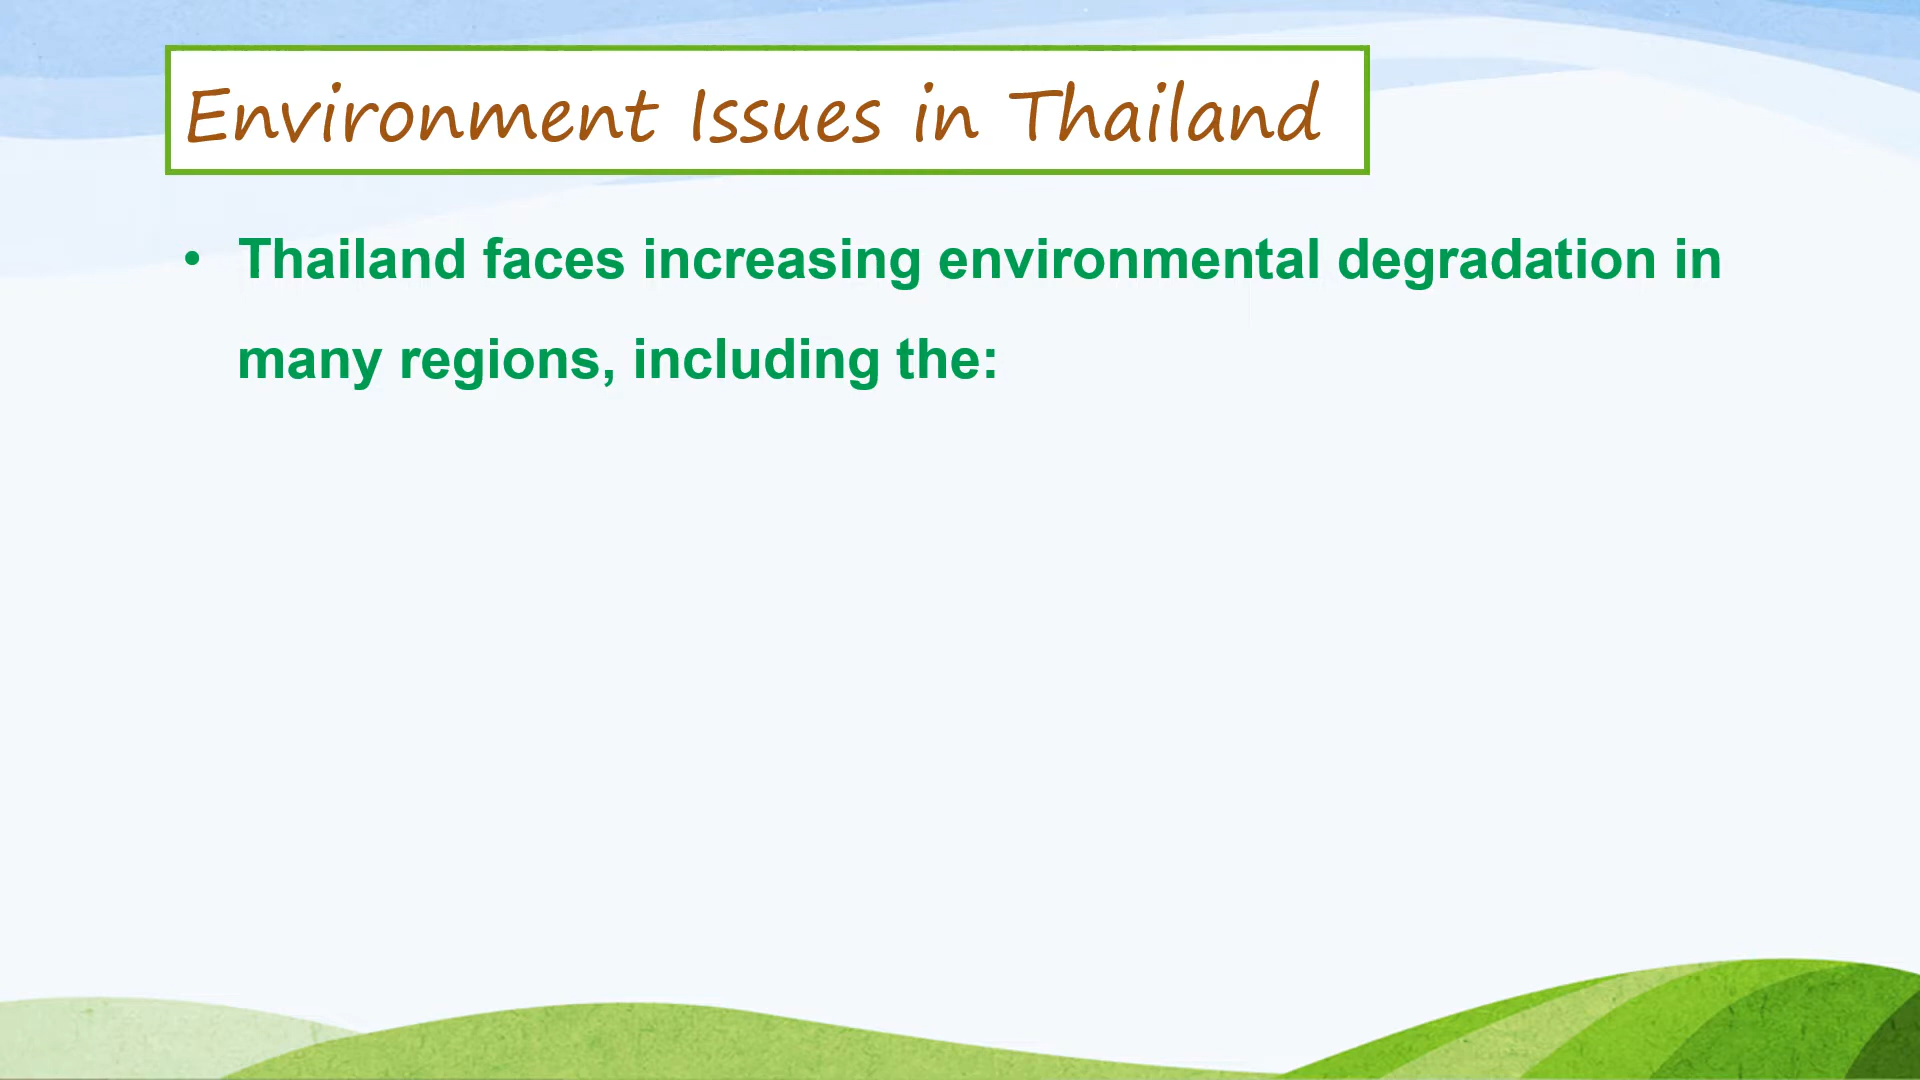 Environment Issues in Thailand
• Thailand faces increasing environmental degradation in
many regions, including the: